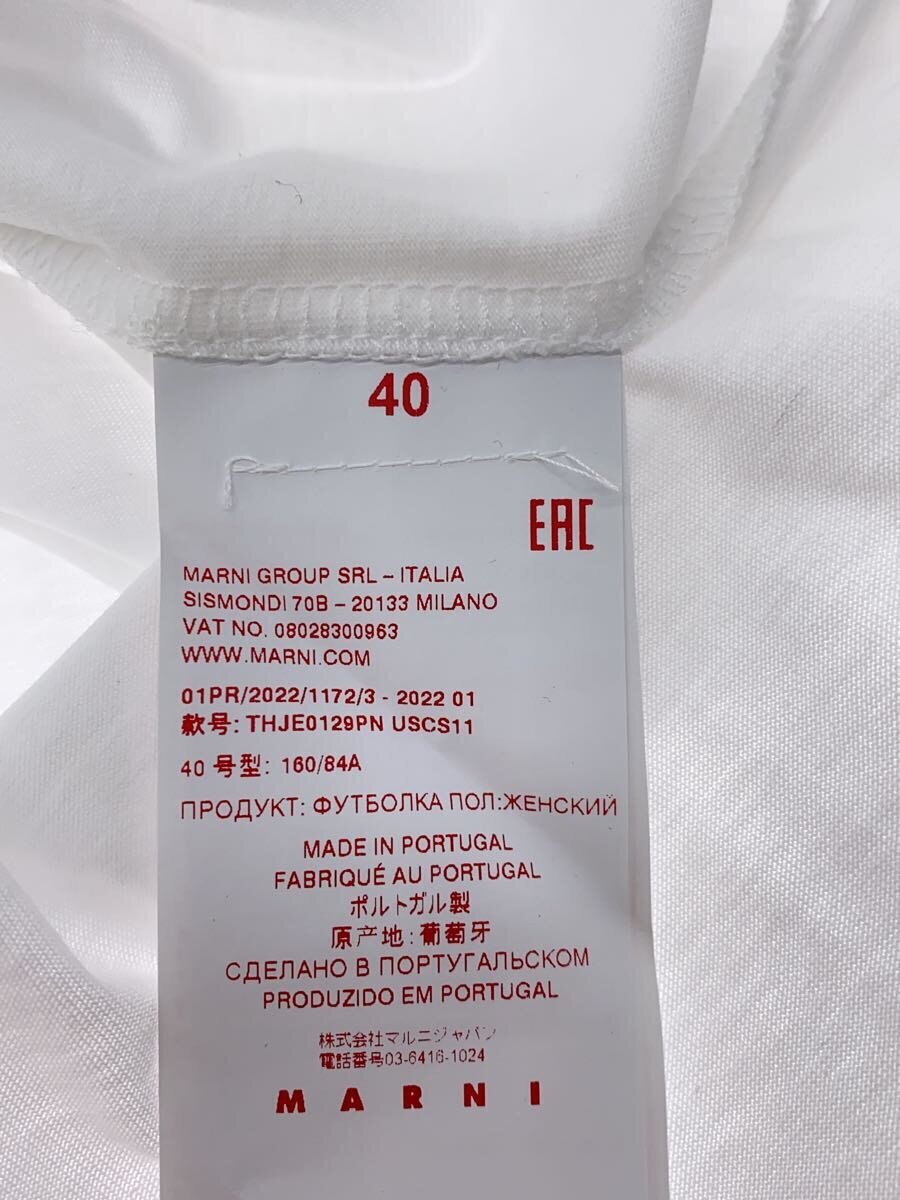 40
EAC
MARNI GROUP SRL – ITALIA
SISMONDI 70B – 20133 MILANO
VAT NO. 08028300963
WWW.MARNI.COM
01PR/2022/1172/3 - 2022 01
款号: THJE0129PN USCS11
40 号型: 160/84A
ПРОДУКТ: ФУТБОЛКА ПОЛ:ЖЕНСКИЙ
MADE IN PORTUGAL
FABRIQUÉ AU PORTUGAL
ポルトガル製
原产地: 葡萄牙
СДЕЛАНО В ПОРТУГАЛЬСКОМ
PRODUZIDO EM PORTUGAL
株式会社マルニジャパン
電話番号03-6416-1024
MARNI